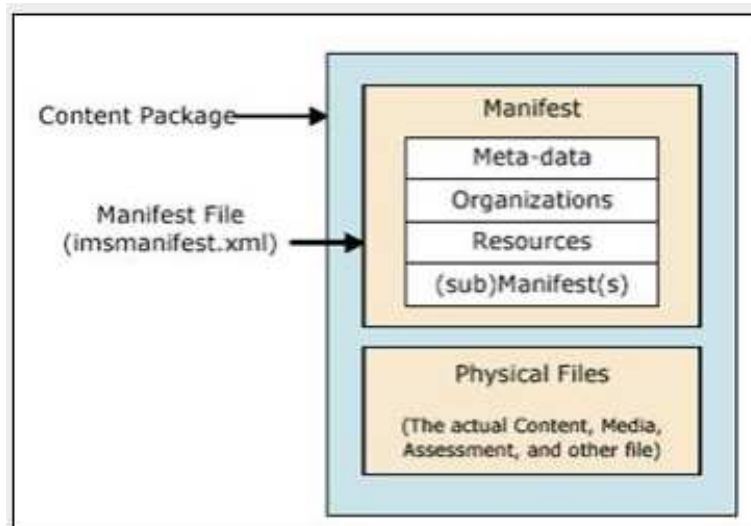 Content Package
Manifest File
(imsmanifest.xml)
Manifest
Meta-data
Organizations
Resources
(sub)Manifest(s)
Physical Files
(The actual Content, Media,
Assessment, and other file)